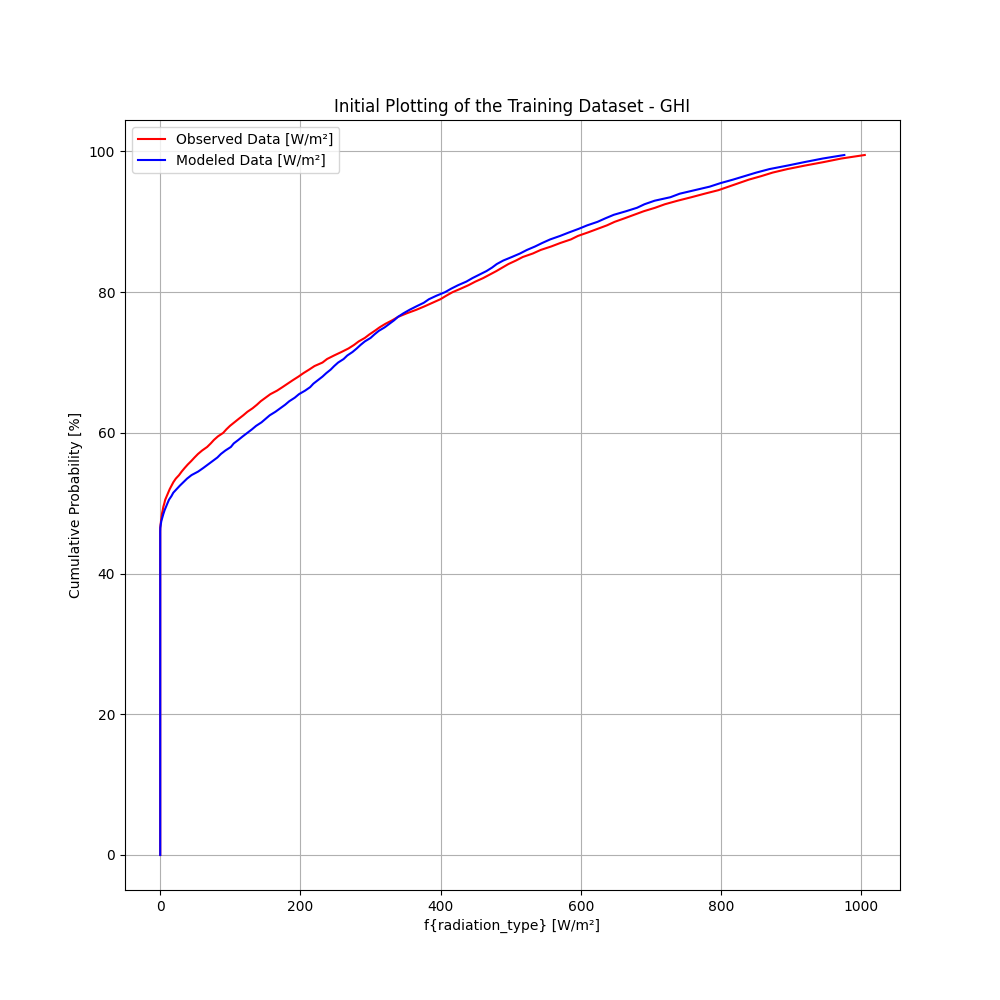 Initial Plotting of the Training Dataset - GHI
Observed Data [W/m²]
Modeled Data [W/m²]
100
80
60
40
20
0
Cumulative Probability [%]
0 200 400 600 800 1000
f{radiation_type} [W/m²]